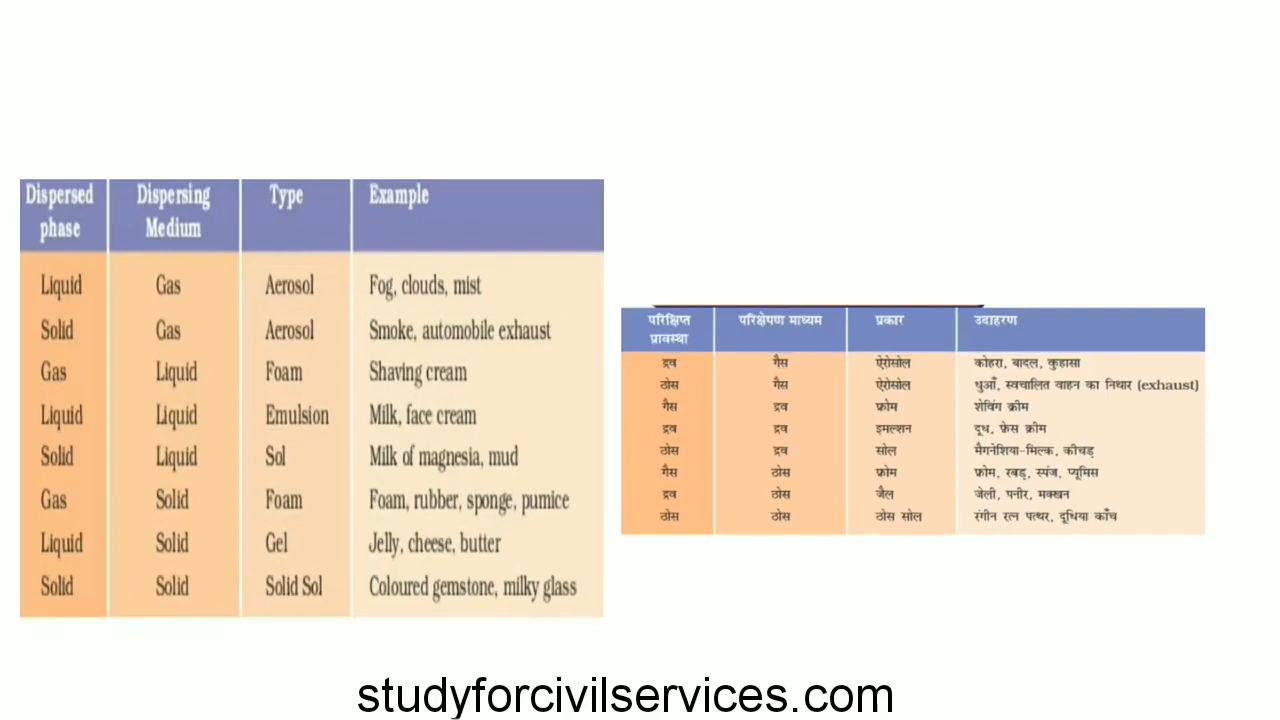 Dispersed phase Dispersing Medium Type Example
Liquid Gas Aerosol Fog, clouds, mist
Solid Gas Aerosol Smoke, automobile exhaust
Gas Liquid Foam Shaving cream
Liquid Liquid Emulsion Milk, face cream
Solid Liquid Sol Milk of magnesia, mud
Gas Solid Foam Foam, rubber, sponge, pumice
Liquid Solid Gel Jelly, cheese, butter
Solid Solid Solid Sol Coloured gemstone, milky glass
परिक्षिप्त प्रावस्था परिक्षेपण माध्यम प्रकार उदाहरण
द्रव गैस ऐरोसोल कोहरा, बादल, कुहासा
ठोस गैस ऐरोसोल धुआँ, स्वचालित वाहन का निथार (exhaust)
गैस द्रव फ़ोम शेविंग क्रीम
द्रव द्रव इमल्शन दूध, फ़ेस क्रीम
ठोस द्रव सोल मैगनेशिया-मिल्क, कीचड़
गैस ठोस फ़ोम फ़ोम, रबड़, स्पंज, प्यूमिस
द्रव ठोस जैल जेली, पनीर, मक्खन
ठोस ठोस ठोस सोल रंगीन रत्न पत्थर, दूधिया काँच
studyforcivilservices.com